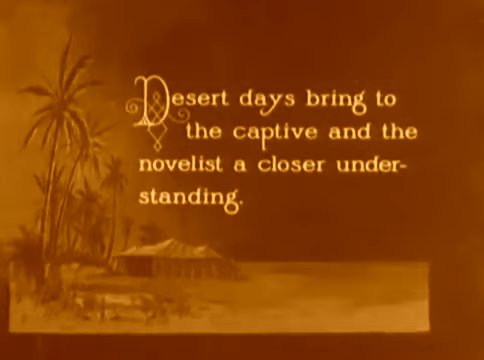 Desert days bring to
the captive and the
novelist a closer under-
standing.